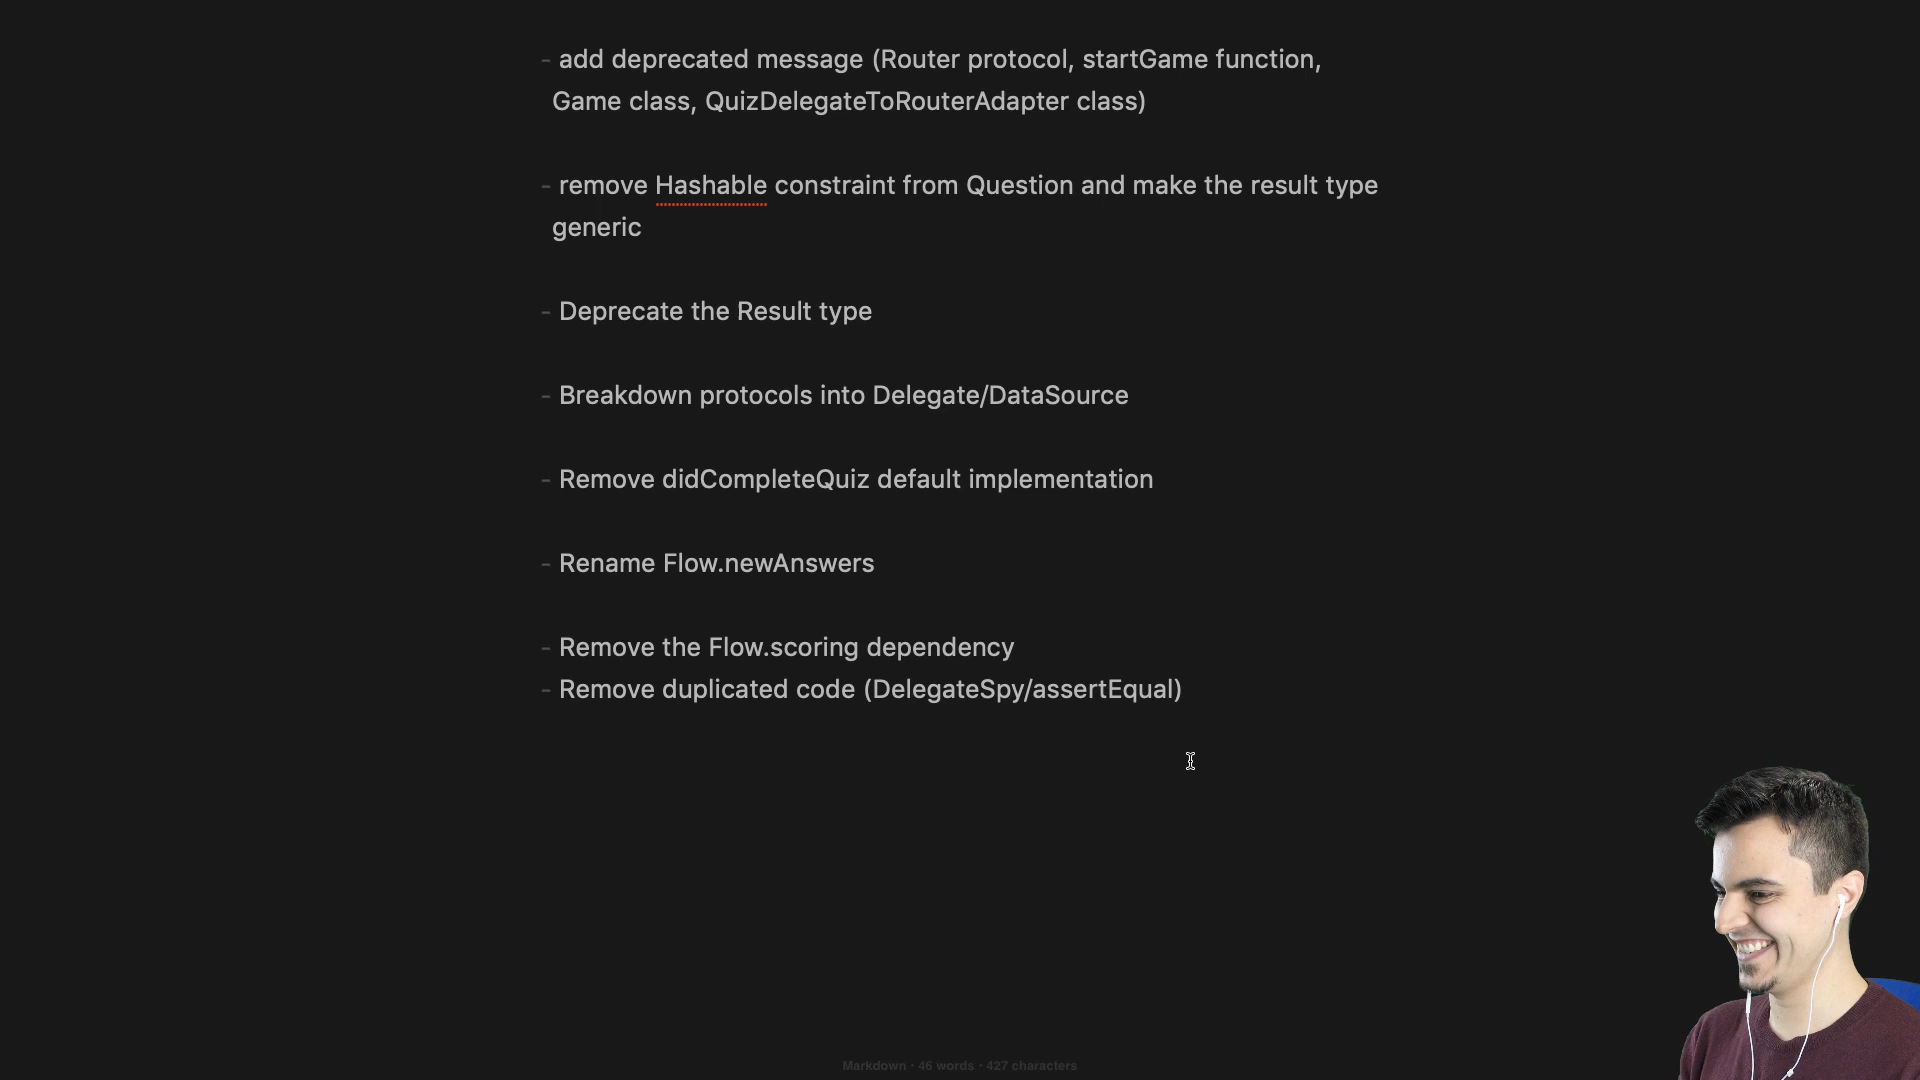 - add deprecated message (Router protocol, startGame function,
Game class, QuizDelegateToRouterAdapter class)
- remove Hashable constraint from Question and make the result type
generic
- Deprecate the Result type
- Breakdown protocols into Delegate/DataSource
- Remove didCompleteQuiz default implementation
- Rename Flow.newAnswers
- Remove the Flow.scoring dependency
- Remove duplicated code (DelegateSpy/assertEqual)
Markdown • 46 words • 427 characters